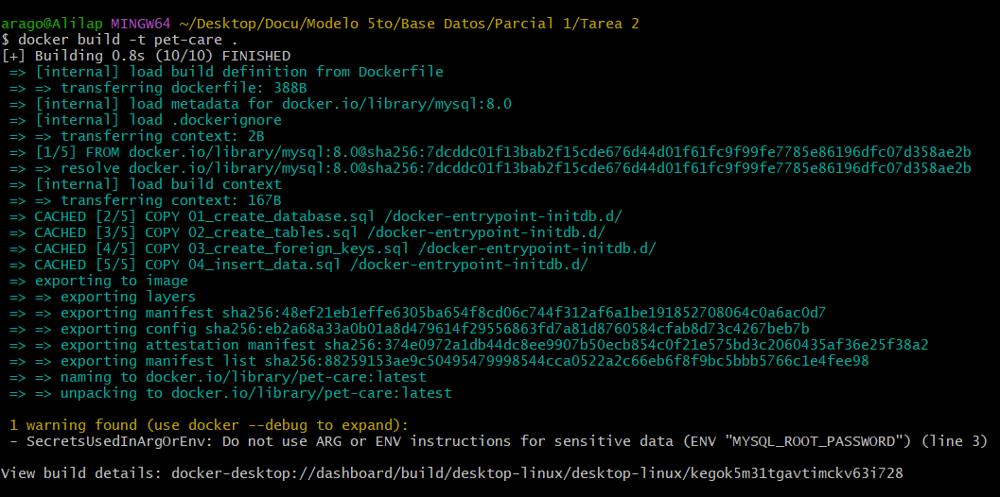 arago@Alilap MINGW64 ~/Desktop/Docu/Modelo 5to/Base Datos/Parcial 1/Tarea 2
$ docker build -t pet-care .
[+] Building 0.8s (10/10) FINISHED
=> [internal] load build definition from Dockerfile
=> => transferring dockerfile: 388B
=> [internal] load metadata for docker.io/library/mysql:8.0
=> [internal] load .dockerignore
=> => transferring context: 2B
=> [1/5] FROM docker.io/library/mysql:8.0@sha256:7dcddc01f13bab2f15cde676d44d01f61fc9f99fe7785e86196dfc07d358ae2b
=> => resolve docker.io/library/mysql:8.0@sha256:7dcddc01f13bab2f15cde676d44d01f61fc9f99fe7785e86196dfc07d358ae2b
=> [internal] load build context
=> => transferring context: 167B
=> CACHED [2/5] COPY 01_create_database.sql /docker-entrypoint-initdb.d/
=> CACHED [3/5] COPY 02_create_tables.sql /docker-entrypoint-initdb.d/
=> CACHED [4/5] COPY 03_create_foreign_keys.sql /docker-entrypoint-initdb.d/
=> CACHED [5/5] COPY 04_insert_data.sql /docker-entrypoint-initdb.d/
=> exporting to image
=> => exporting layers
=> => exporting manifest sha256:48ef21eb1effe6305ba654f8cd06c744f312af6a1be191852708064c0a6ac0d7
=> => exporting config sha256:eb2a68a33a0b01a8d479614f29556863fd7a81d8760584cfab8d73c4267beb7b
=> => exporting attestation manifest sha256:374e0972a1db44dc8ee9907b50ecb854c0f21e575bd3c2060435af36e25f38a2
=> => exporting manifest list sha256:88259153ae9c50495479998544cca0522a2c66eb6f8f9bc5bbb5766c1e4fee98
=> => naming to docker.io/library/pet-care:latest
=> => unpacking to docker.io/library/pet-care:latest
1 warning found (use docker --debug to expand):
- SecretsUsedInArgOrEnv: Do not use ARG or ENV instructions for sensitive data (ENV "MYSQL_ROOT_PASSWORD") (line 3)
View build details: docker-desktop://dashboard/build/desktop-linux/desktop-linux/kegok5m31tgavtimckv63i728